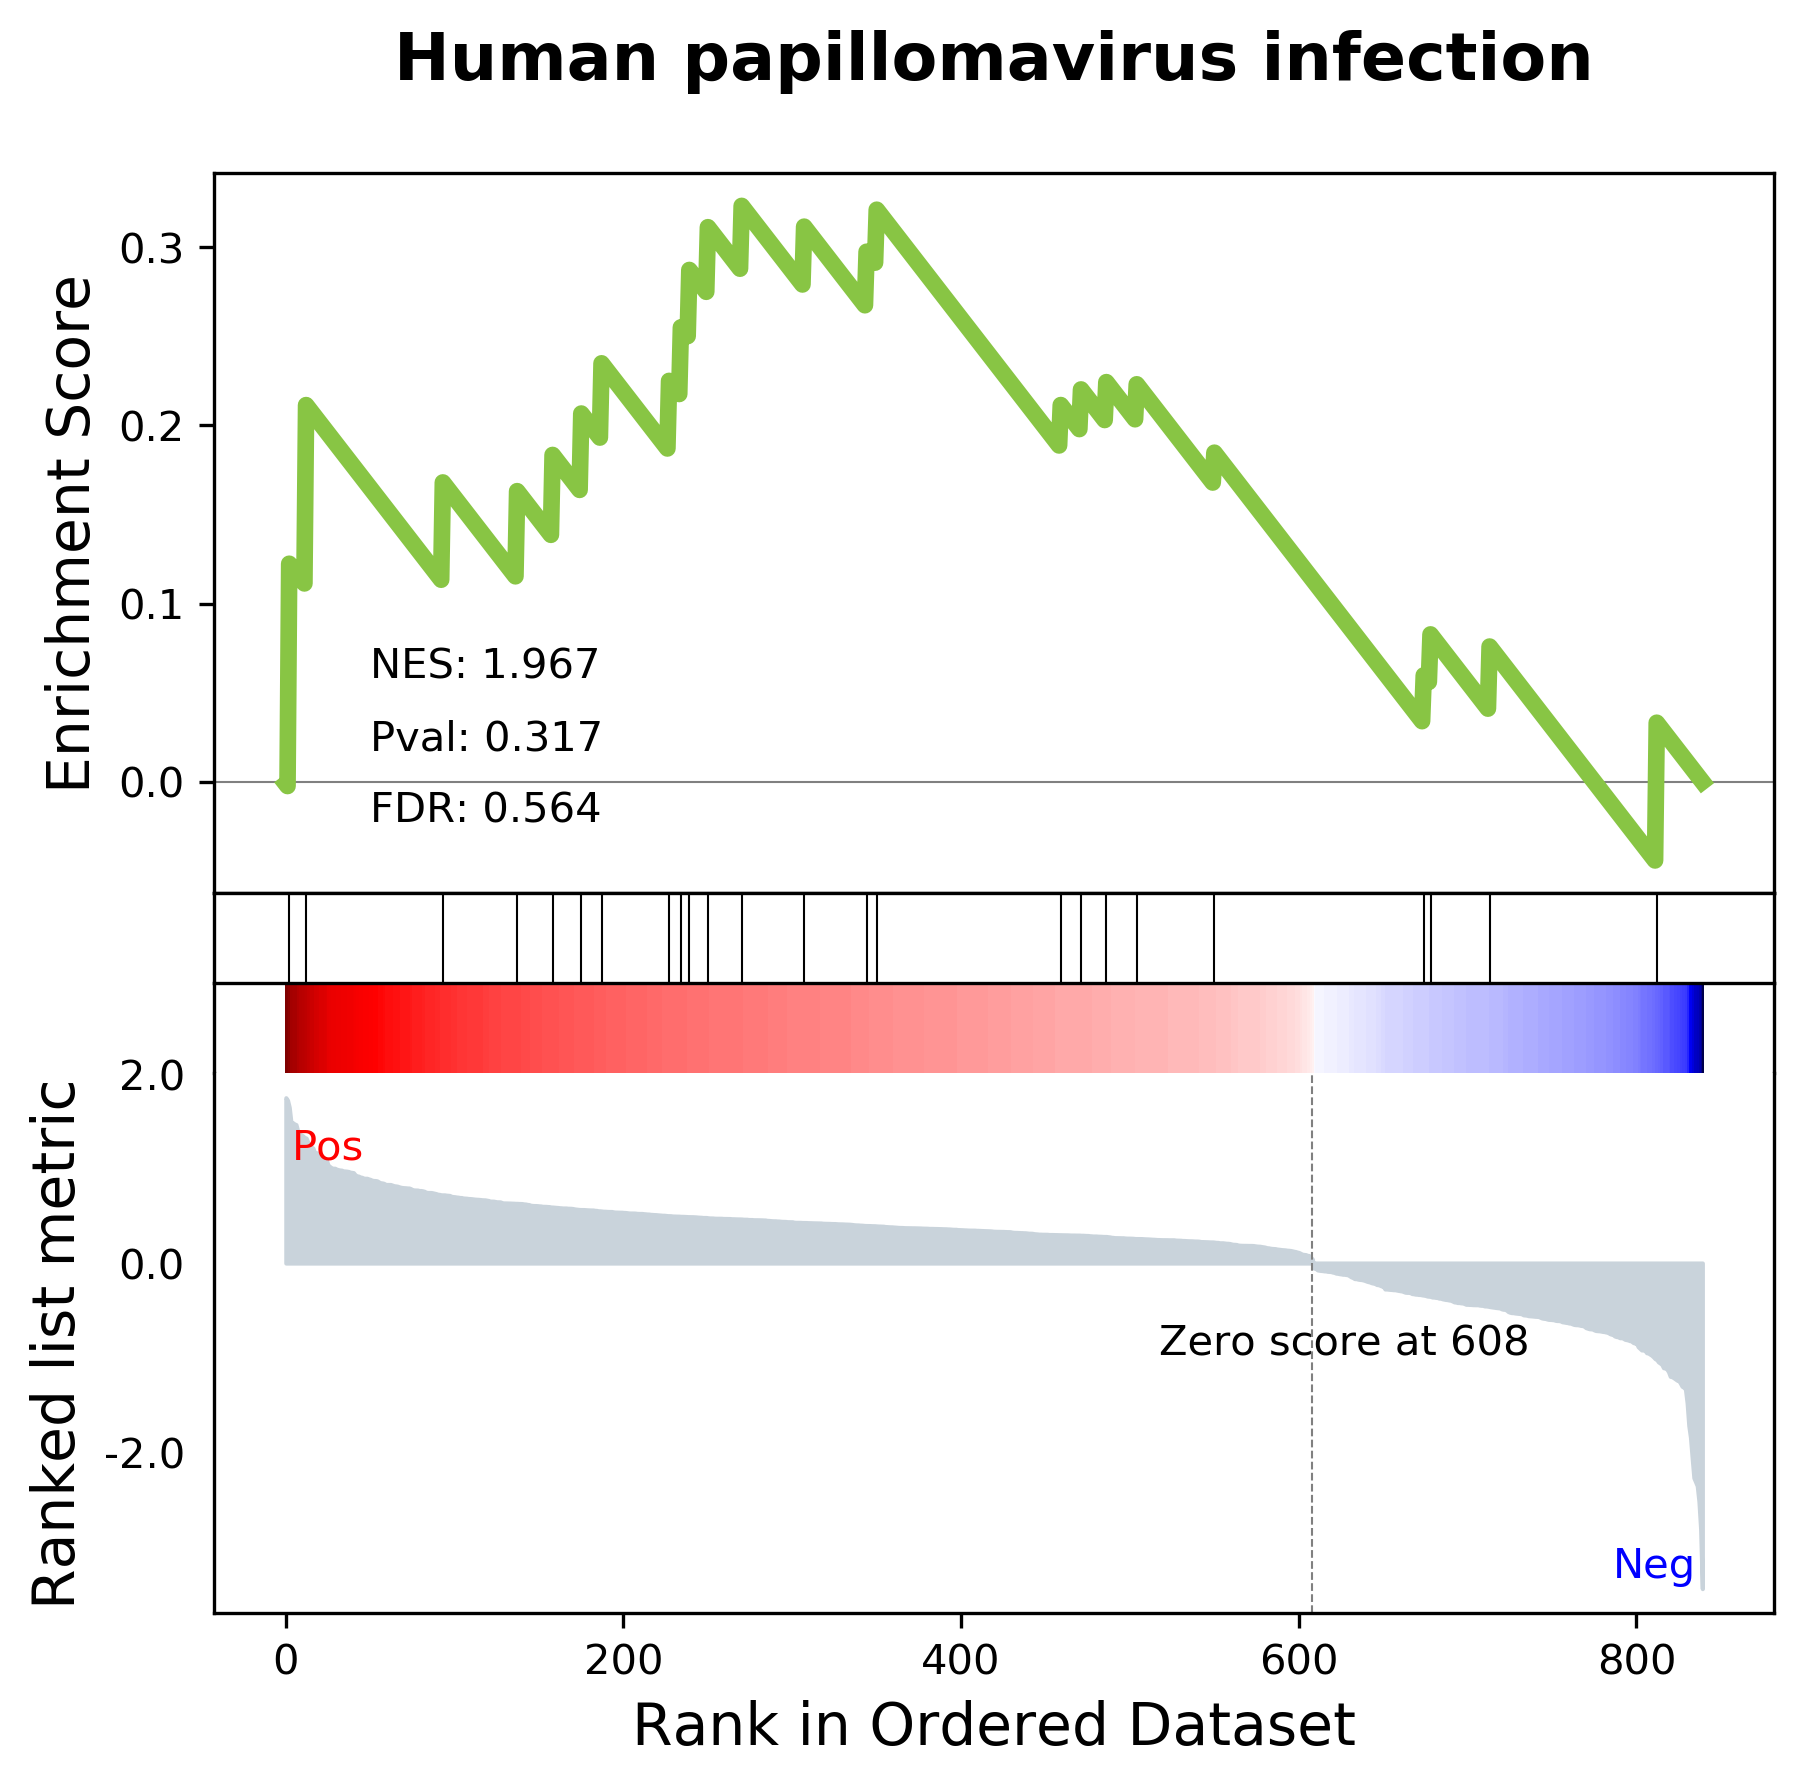 Human papillomavirus infection
Enrichment Score
0.3
0.2
0.1
0.0
NES: 1.967
Pval: 0.317
FDR: 0.564
Ranked list metric
2.0
0.0
-2.0
Pos
Zero score at 608
Neg
0 200 400 600 800
Rank in Ordered Dataset